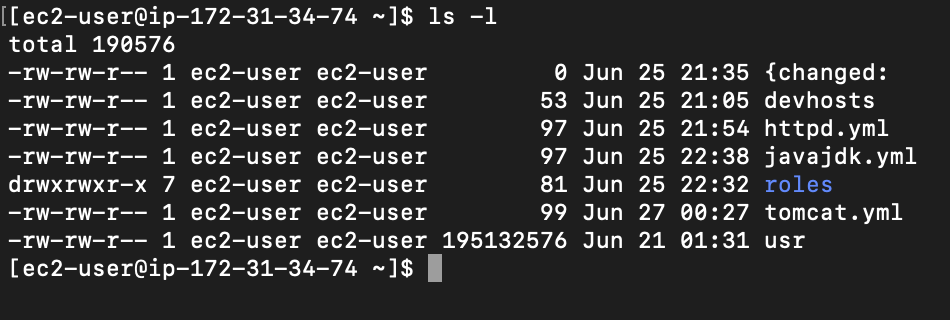 [[ec2-user@ip-172-31-34-74 ~]$ ls -l
total 190576
-rw-rw-r-- 1 ec2-user ec2-user         0 Jun 25 21:35 {changed:
-rw-rw-r-- 1 ec2-user ec2-user        53 Jun 25 21:05 devhosts
-rw-rw-r-- 1 ec2-user ec2-user        97 Jun 25 21:54 httpd.yml
-rw-rw-r-- 1 ec2-user ec2-user        97 Jun 25 22:38 javajdk.yml
drwxrwxr-x 7 ec2-user ec2-user        81 Jun 25 22:32 roles
-rw-rw-r-- 1 ec2-user ec2-user        99 Jun 27 00:27 tomcat.yml
-rw-rw-r-- 1 ec2-user ec2-user 195132576 Jun 21 01:31 usr
[ec2-user@ip-172-31-34-74 ~]$